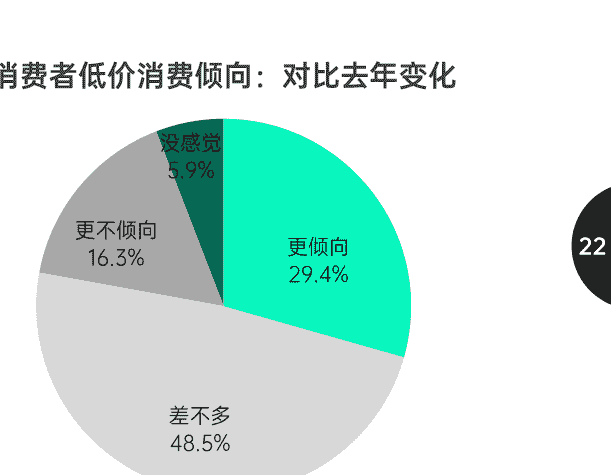 消费者低价消费倾向：对比去年变化
没感觉
5.9%
更不倾向
16.3%
更倾向
29.4%
22
差不多
48.5%